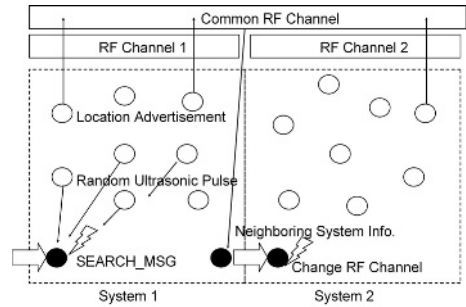 Common RF Channel
RF Channel 1
RF Channel 2
Location Advertisement
Random Ultrasonic Pulse
Neighboring System Info.
SEARCH_MSG
Change RF Channel
System 1
System 2